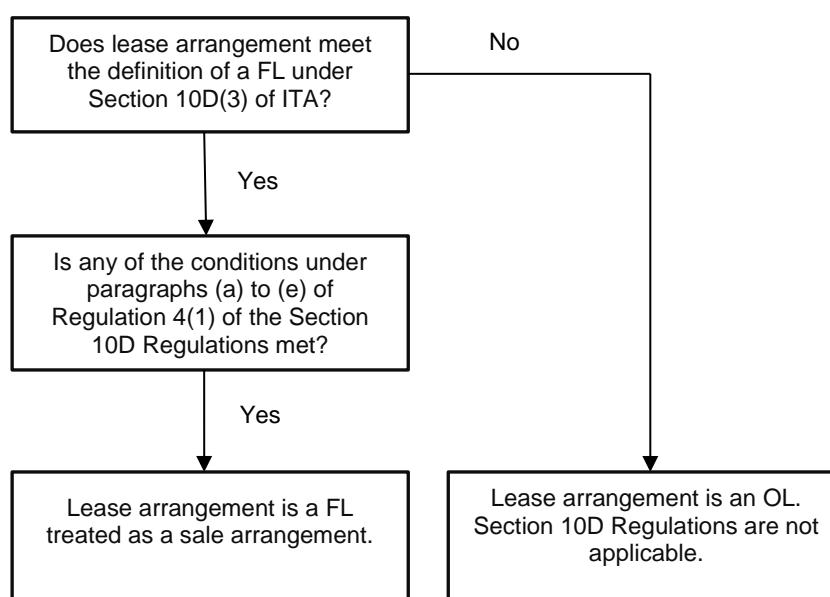 Does lease arrangement meet
the definition of a FL under
Section 10D(3) of ITA?
No
Yes
Is any of the conditions under
paragraphs (a) to (e) of
Regulation 4(1) of the Section
10D Regulations met?
Yes
Lease arrangement is a FL
treated as a sale arrangement.
Lease arrangement is an OL.
Section 10D Regulations are not
applicable.